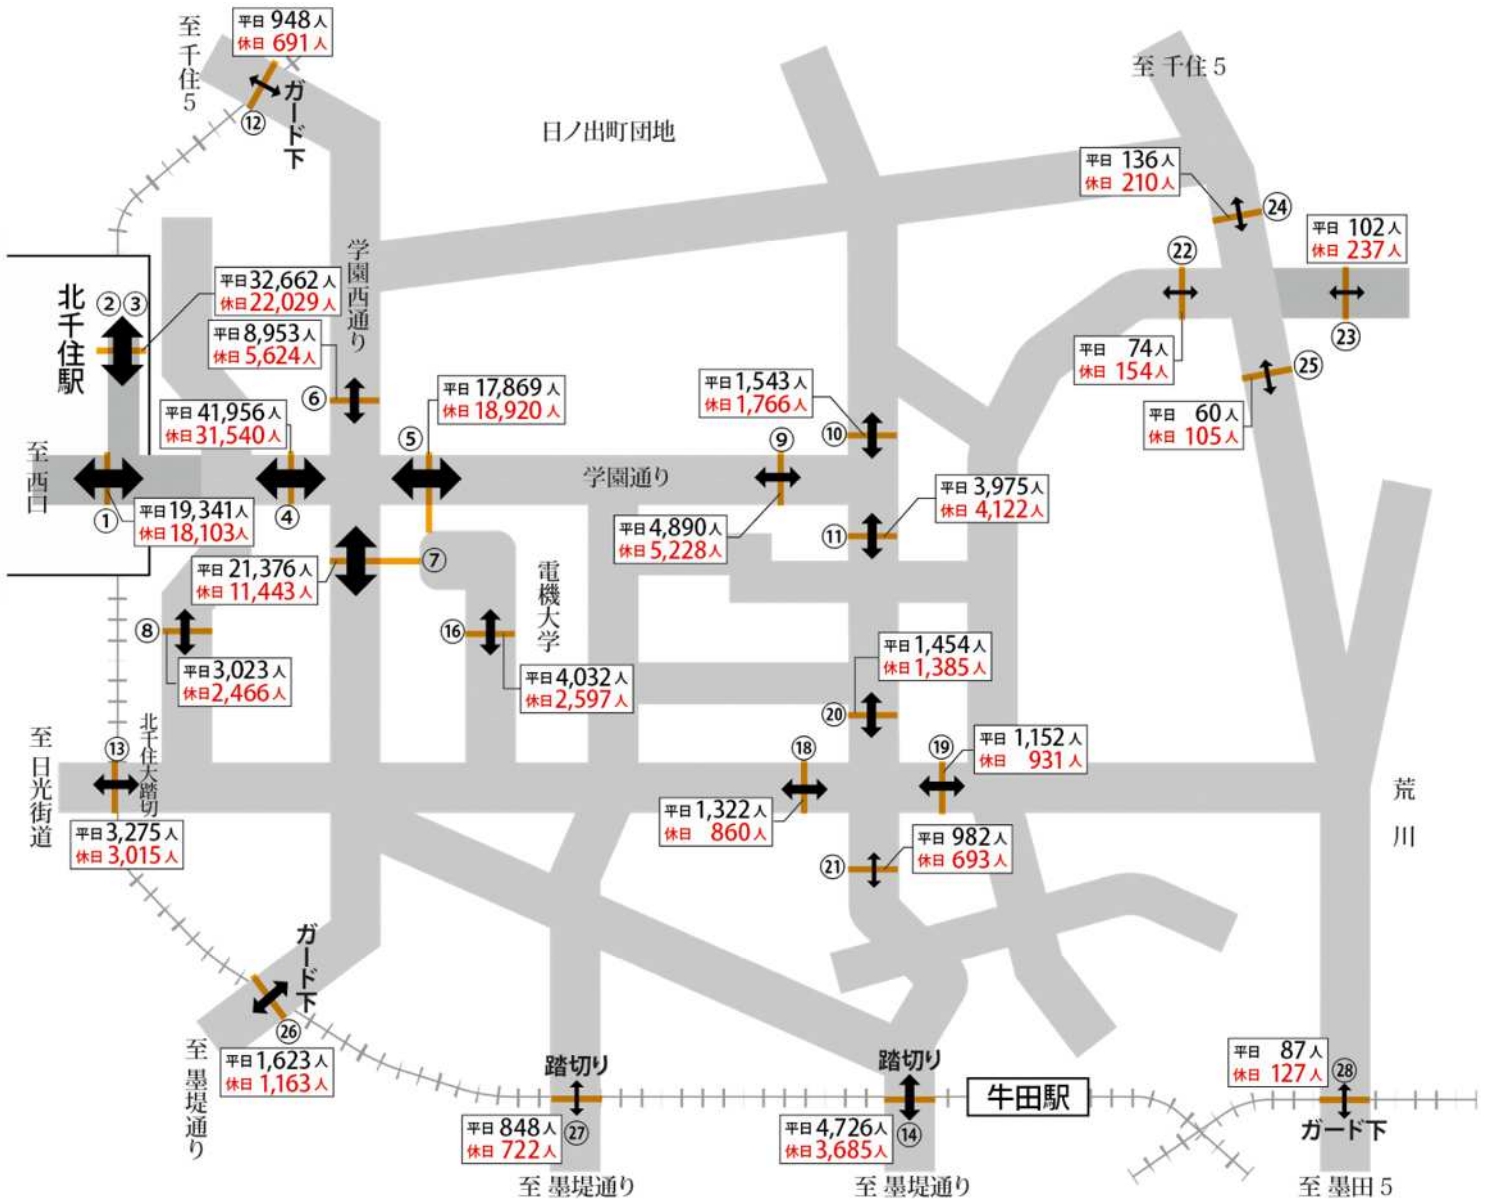 平日 948人
休日 691人
至千住5
ガード下
⑫
至 千住5
日ノ出町団地
平日 136人
休日 210人
㉔
平日 102人
休日 237人
㉒
㉓
平日 74人
休日 154人
㉕
平日 60人
休日 105人
学園西通り
北千住駅
②③
平日32,662人
休日22,029人
平日8,953人
休日5,624人
⑥
平日 17,869人
休日 18,920人
⑤
平日 1,543人
休日 1,766人
⑩
⑨
平日 41,956人
休日31,540人
至西口
学園通り
①
平日19,341人
休日18,103人
④
平日 3,975人
休日 4,122人
⑪
平日 4,890人
休日 5,228人
⑦
平日 21,376人
休日 11,443人
電機大学
⑧
⑯
平日3,023人
休日2,466人
平日4,032人
休日2,597人
平日1,454人
休日1,385人
⑳
至日光街道
⑬
北千住大踏切
⑱
⑲
平日 1,152人
休日 931人
平日3,275人
休日3,015人
平日 1,322人
休日 860人
荒川
平日 982人
休日 693人
㉑
ガード下
㉖
平日1,623人
休日 1,163人
至墨堤通り
踏切り
平日 848人
休日 722人
㉗
至 墨堤通り
踏切り
平日 4,726人
休日3,685人
⑭
至 墨堤通り
牛田駅
平日 87人
休日 127人
㉘
ガード下
至 墨田5